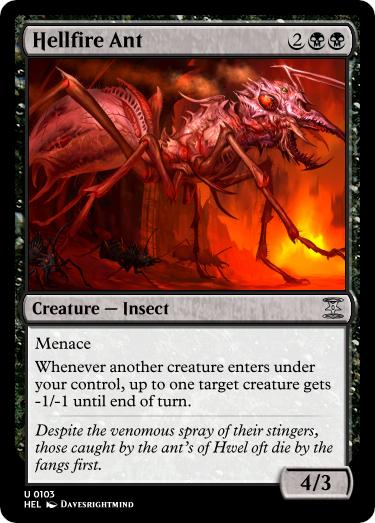 Hellfire Ant 2
Creature — Insect
Menace
Whenever another creature enters under
your control, up to one target creature gets
-1/-1 until end of turn.
Despite the venomous spray of their stingers,
those caught by the ant's of Hwel oft die by the
fangs first.
4/3
U 0103
HEL Davesrightmind